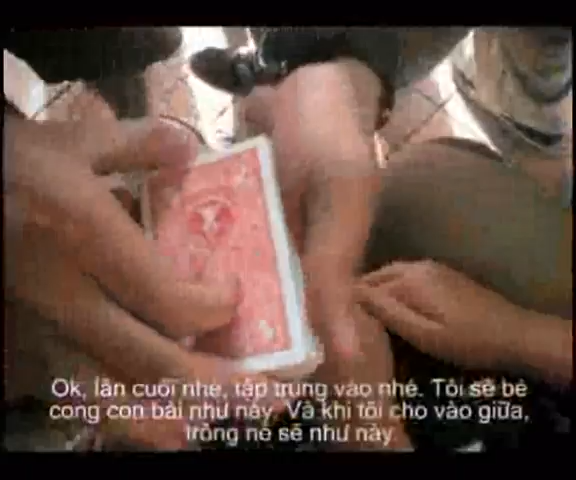 Ok, lần cuối nhé, tập trung vào nhé. Tôi sẽ bẻ
cong con bài như này. Và khi tôi cho vào giữa,
trông nó sẽ như này.